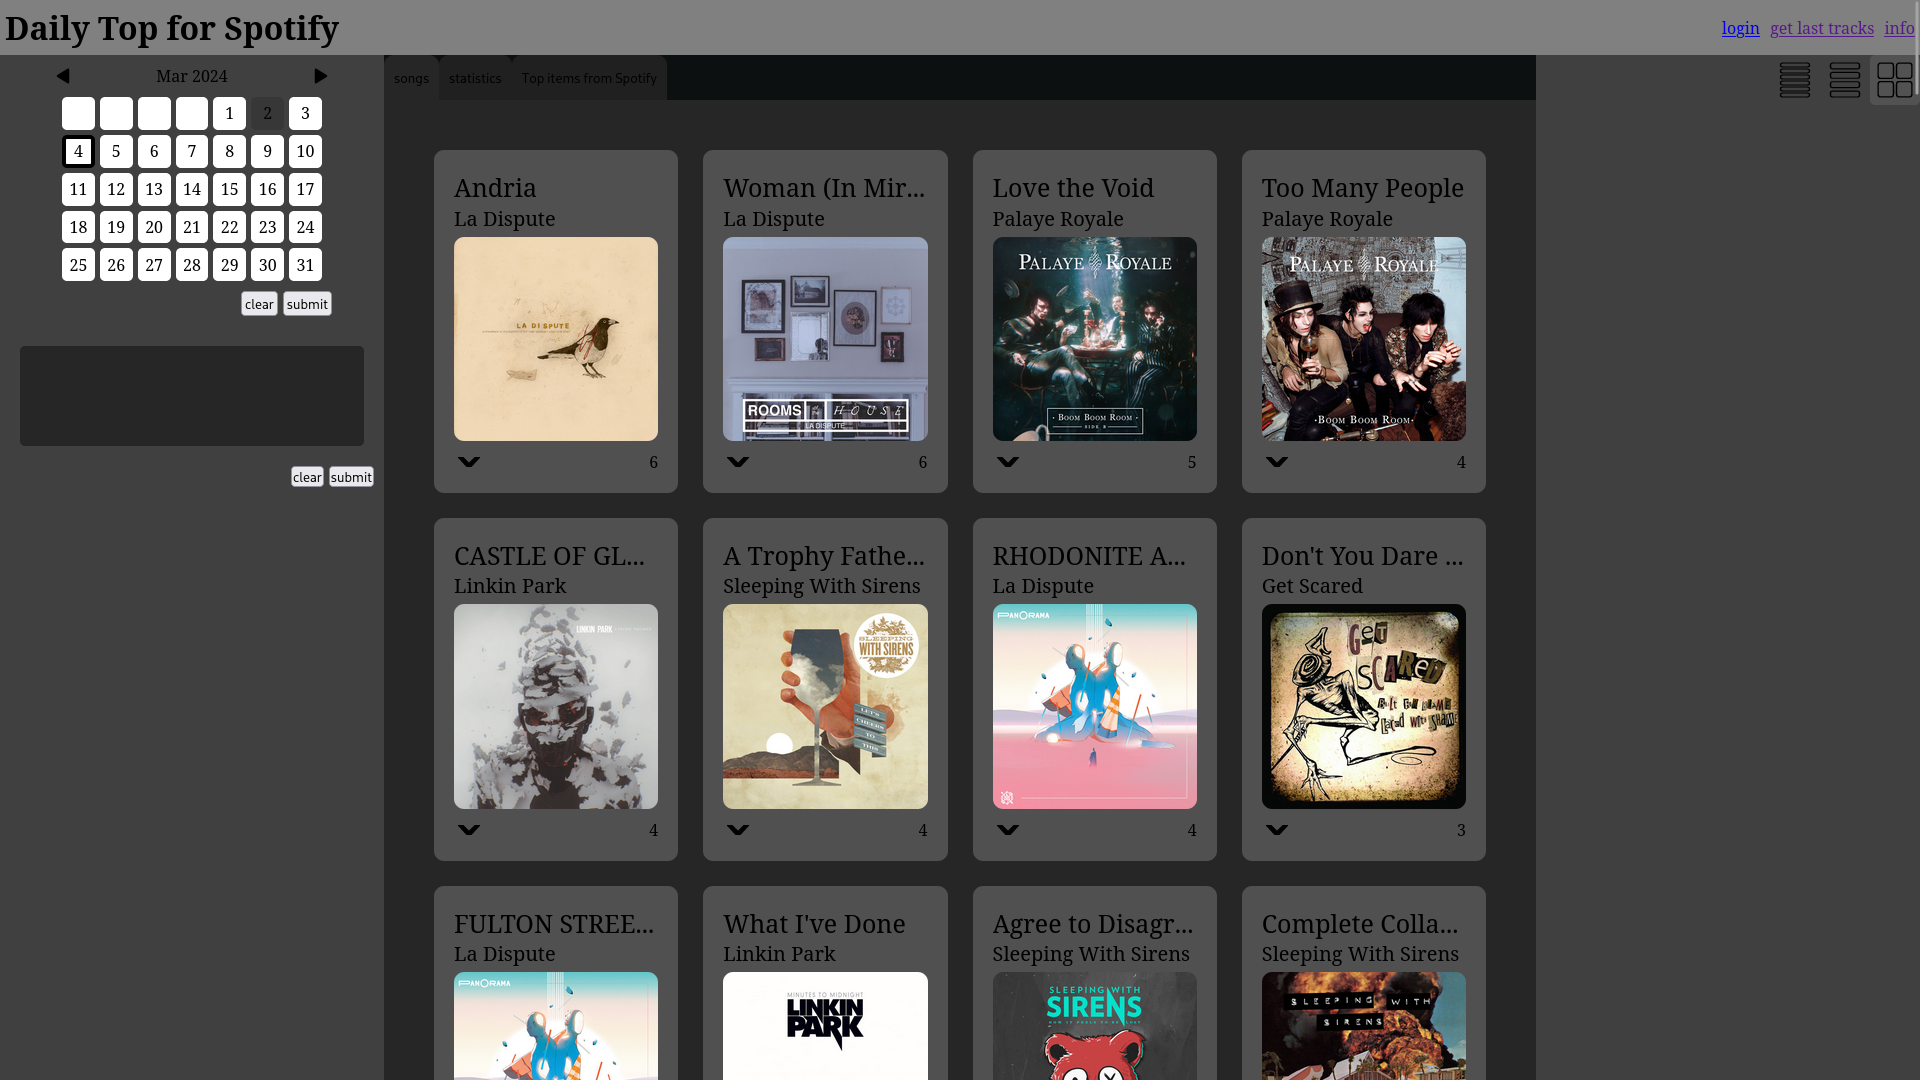 Daily Top for Spotify
login get last tracks info
Mar 2024
1 2 3
4 5 6 7 8 9 10
11 12 13 14 15 16 17
18 19 20 21 22 23 24
25 26 27 28 29 30 31
clear submit
clear submit
songs statistics Top items from Spotify
Andria
La Dispute
LA DISPUTE
6
Woman (In Mir...
La Dispute
ROOMS HOUSE
LA DISPUTE
6
Love the Void
Palaye Royale
PALAYE ROYALE
· BOOM BOOM ROOM ·
SIDE B
5
Too Many People
Palaye Royale
PALAYE ROYALE
·BOOM BOOM ROOM·
4
CASTLE OF GL...
Linkin Park
LINKIN PARK
4
A Trophy Fathe...
Sleeping With Sirens
SLEEPING
WITH SIRENS
LET'S
CHEERS
TO
THIS
4
RHODONITE A...
La Dispute
PANORAMA
4
Don't You Dare ...
Get Scared
GET
SCARED
3
FULTON STREE...
La Dispute
PANORAMA
What I've Done
Linkin Park
MINUTES TO MIDNIGHT
LINKIN
PARK
Agree to Disagr...
Sleeping With Sirens
SLEEPING WITH
SIRENS
Complete Colla...
Sleeping With Sirens
SLEEPING WITH
SIRENS